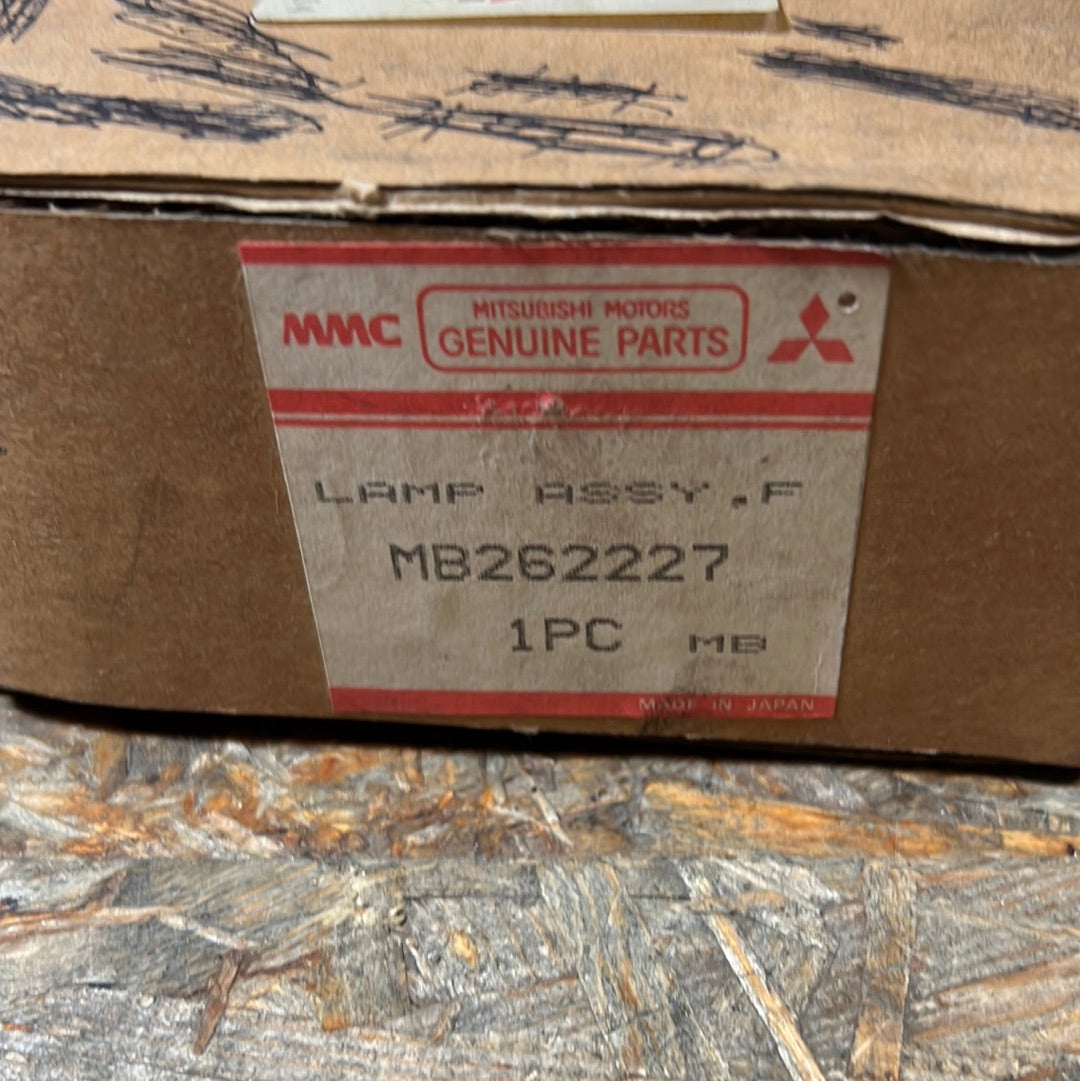 MMC
MITSUBISHI MOTORS
GENUINE PARTS
LAMP ASSY,F
MB262227
1PC MB
MADE IN JAPAN